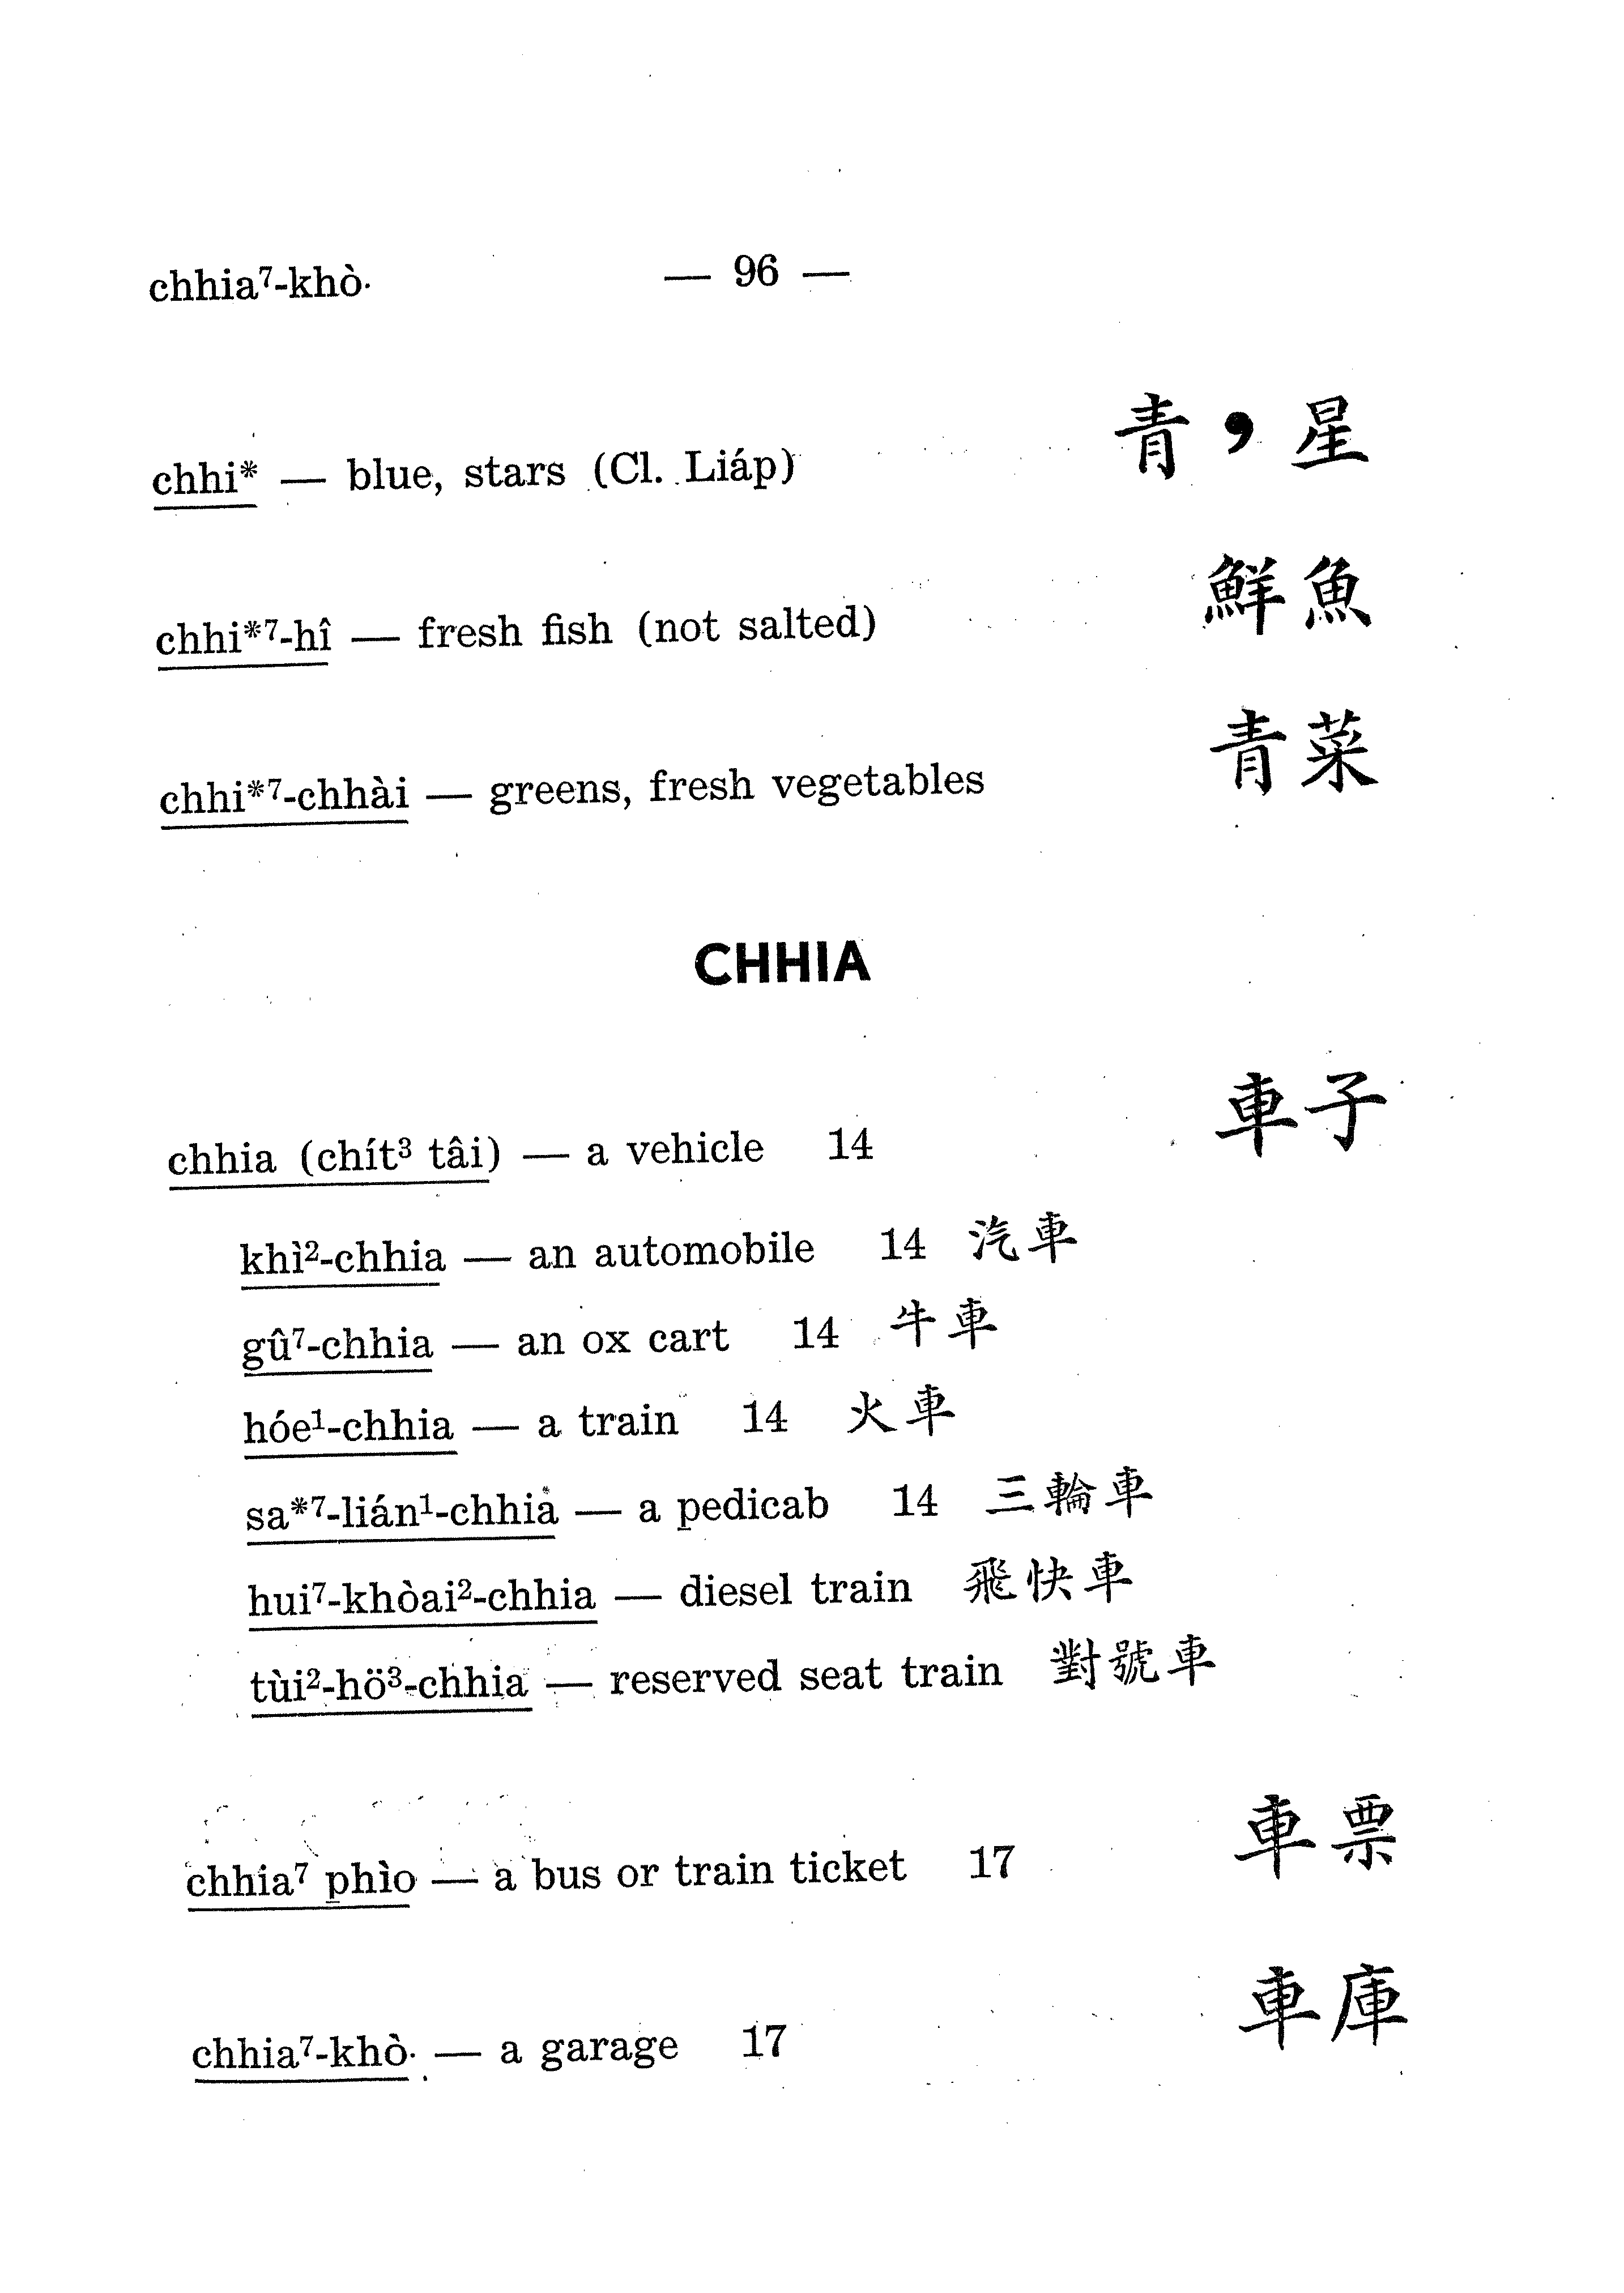 chhia⁷-khò· — 96 —
chhi* — blue, stars (Cl. Liáp) 青，星
chhi*⁷-hî — fresh fish (not salted) 鮮魚
chhi*⁷-chhài — greens, fresh vegetables 青菜
CHHIA
chhia (chít³ tâi) — a vehicle 14 車子
khì²-chhia — an automobile 14 汽車
gû⁷-chhia — an ox cart 14 牛車
hóe¹-chhia — a train 14 火車
sa*⁷-lián¹-chhia — a pedicab 14 三輪車
hui⁷-khòai²-chhia — diesel train 飛快車
tùi²-hö³-chhia — reserved seat train 對號車
chhia⁷ phìo — a bus or train ticket 17 車票
chhia⁷-khò· — a garage 17 車庫